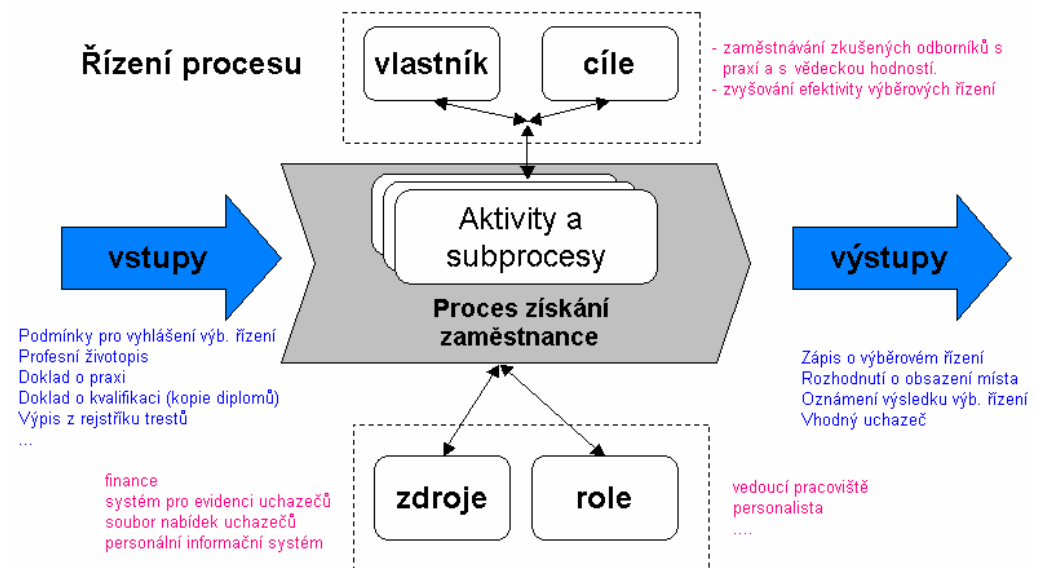 Řízení procesu
vlastník
cíle
- zaměstnávání zkušených odborníků s
praxí a s vědeckou hodností.
- zvyšování efektivity výběrových řízení
vstupy
Aktivity a
subprocesy
Proces získání
zaměstnance
výstupy
Podmínky pro vyhlášení výb. řízení
Profesní životopis
Doklad o praxi
Doklad o kvalifikaci (kopie diplomů)
Výpis z rejstříku trestů
...
Zápis o výběrovém řízení
Rozhodnutí o obsazení místa
Oznámení výsledku výb. řízení
Vhodný uchazeč
finance
systém pro evidenci uchazečů
soubor nabídek uchazečů
personální informační systém
zdroje
role
vedoucí pracoviště
personalista
....